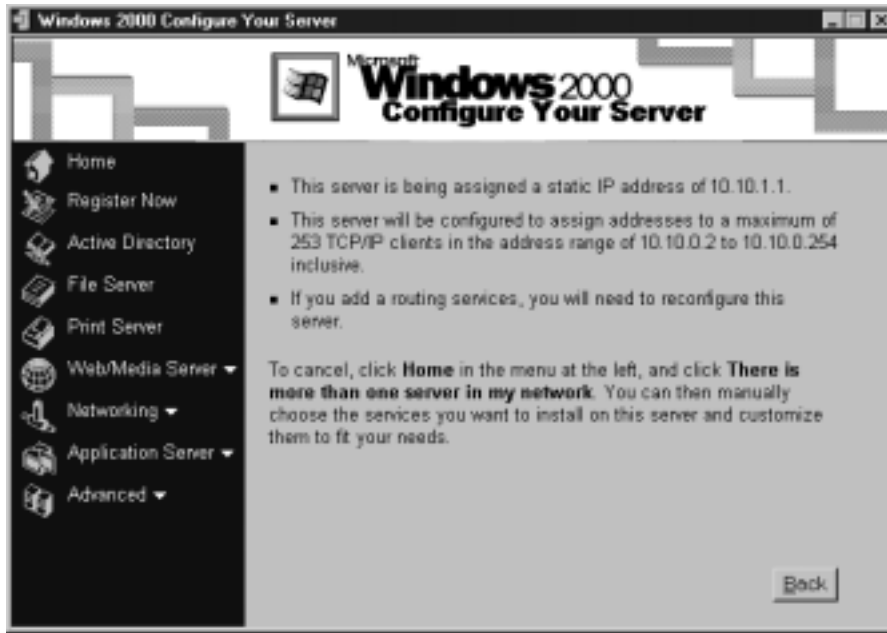 Windows 2000 Configure Your Server
Microsoft
Windows 2000
Configure Your Server
Home
Register Now
Active Directory
File Server
Print Server
Web/Media Server
Networking
Application Server
Advanced
This server is being assigned a static IP address of 10.10.1.1.
This server will be configured to assign addresses to a maximum of
253 TCP/IP clients in the address range of 10.10.0.2 to 10.10.0.254
inclusive.
If you add a routing services, you will need to reconfigure this
server.
To cancel, click Home in the menu at the left, and click There is
more than one server in my network. You can then manually
choose the services you want to install on this server and customize
them to fit your needs.
Back